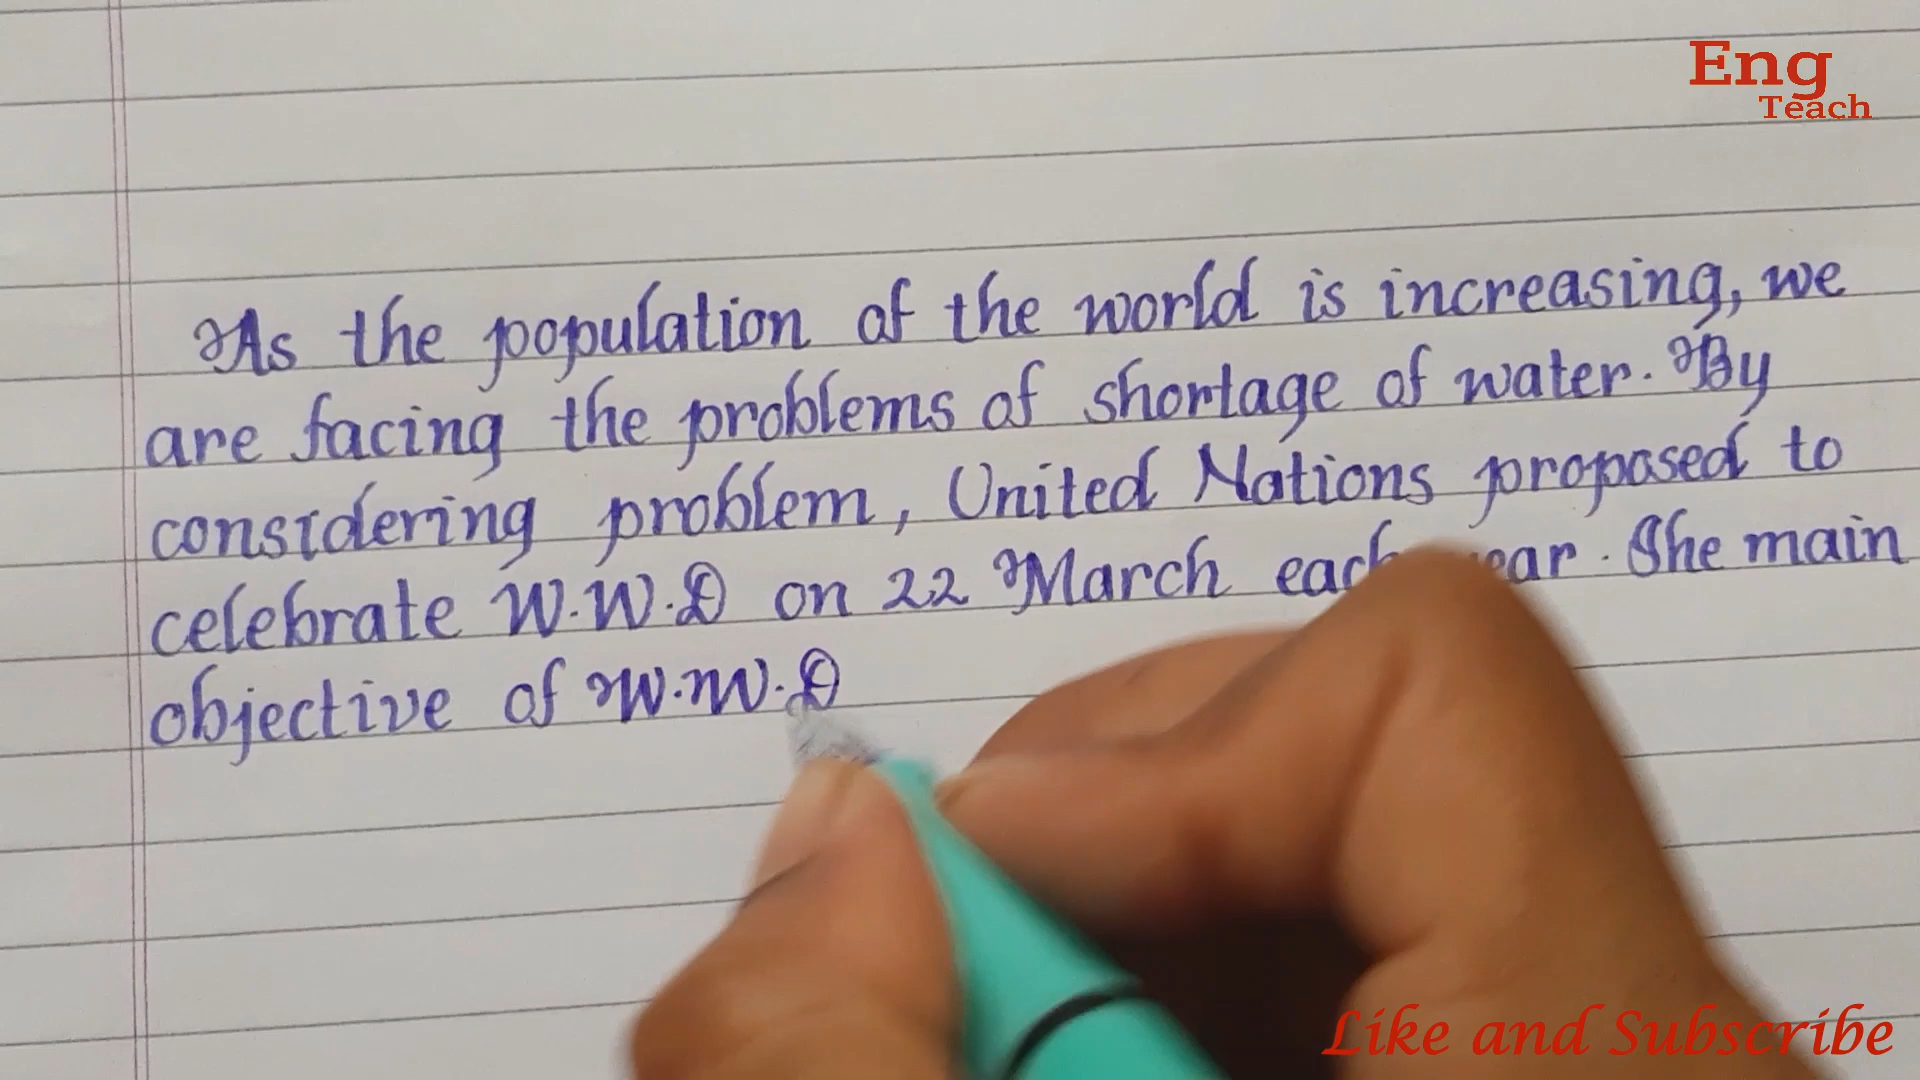 Eng
Teach
As the population of the world is increasing, we
are facing the problems of shortage of water. By
considering problem, United Nations proposed to
celebrate W.W.D on 22 March each year. The main
objective of W.W.D
Like and Subscribe